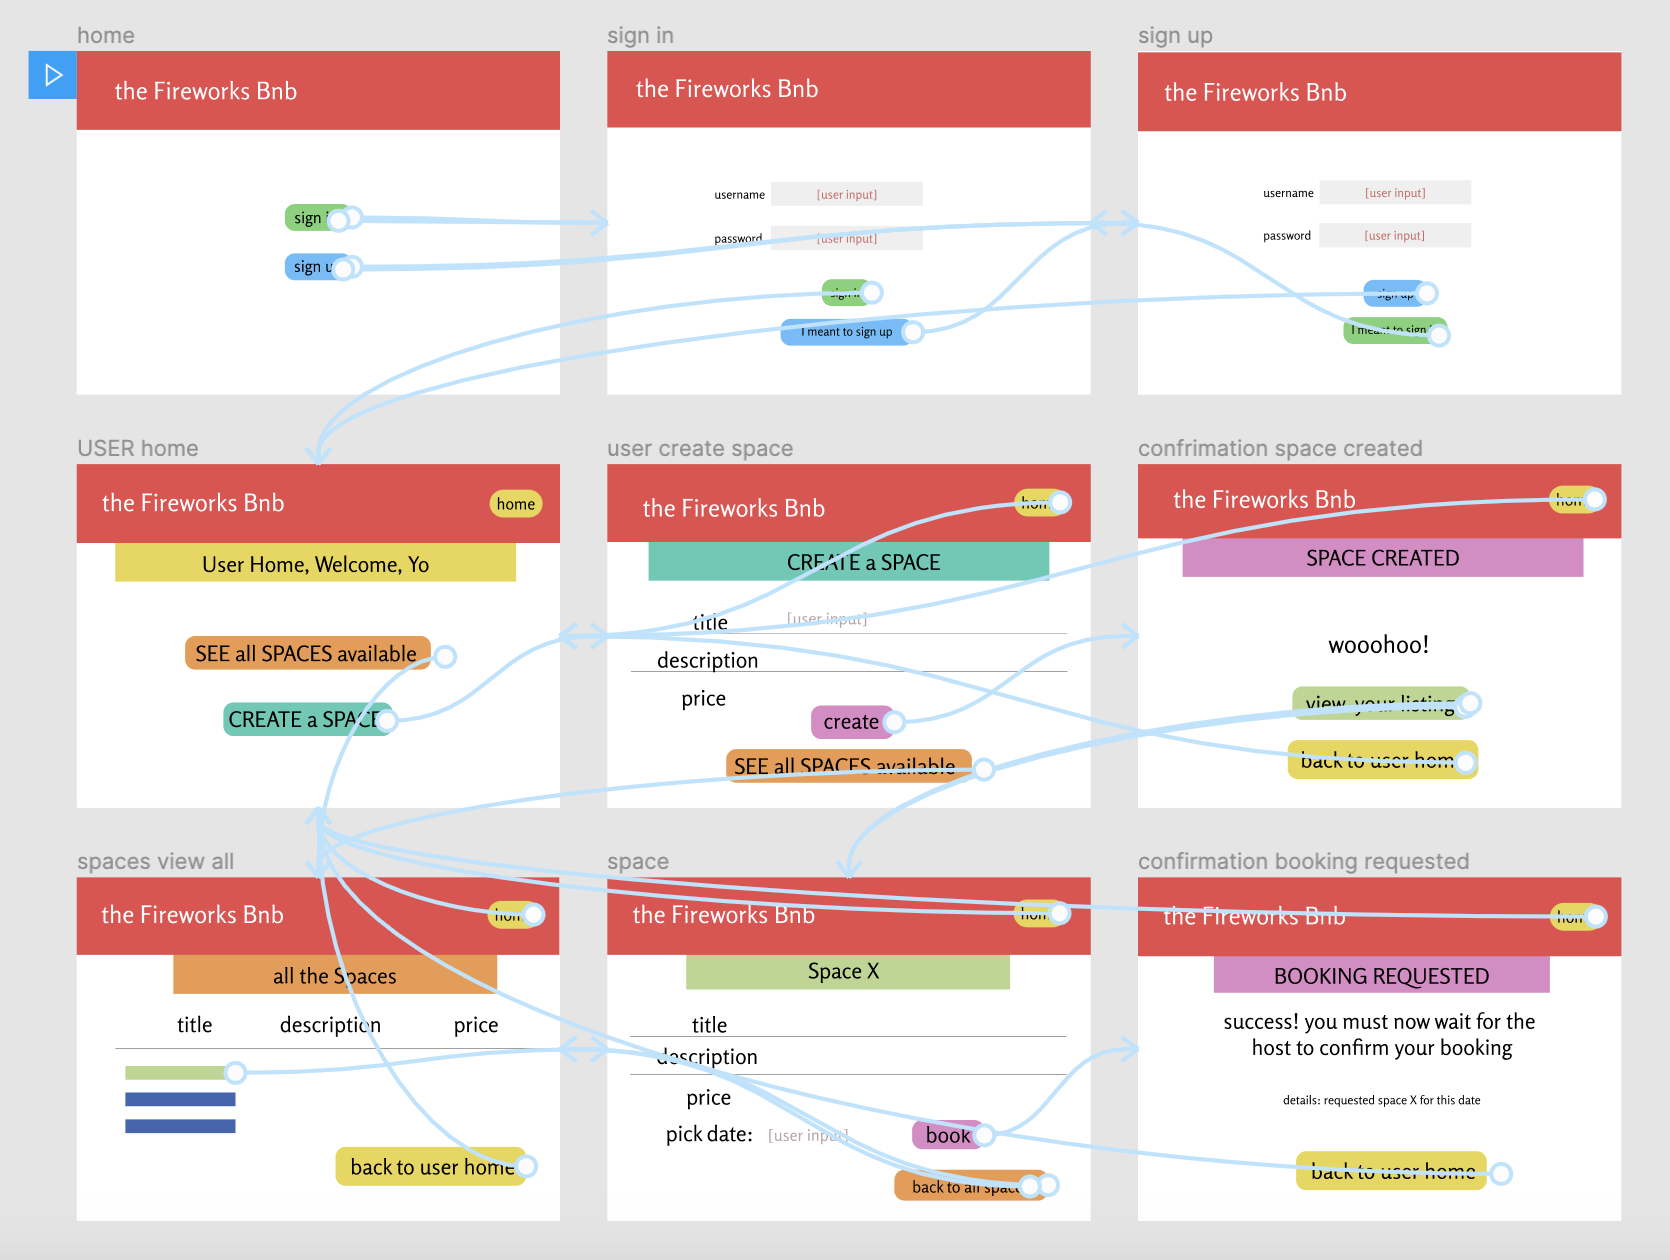 home
the Fireworks Bnb
sign
sign u
sign in
the Fireworks Bnb
username [user input]
password [user input]
sign in
I meant to sign up
sign up
the Fireworks Bnb
username [user input]
password [user input]
sign up
I meant to sign
USER home
the Fireworks Bnb
home
User Home, Welcome, Yo
SEE all SPACES available
CREATE a SPACE
user create space
the Fireworks Bnb
hom
CREATE a SPACE
title [user input]
description
price
create
SEE all SPACES available
confrimation space created
the Fireworks Bnb
hom
SPACE CREATED
wooohoo!
view your listing
back to user hom
spaces view all
the Fireworks Bnb
hom
all the Spaces
title description price
back to user home
space
the Fireworks Bnb
hom
Space X
title
description
price
pick date: [user input]
book
back to all space
confirmation booking requested
the Fireworks Bnb
hom
BOOKING REQUESTED
success! you must now wait for the
host to confirm your booking
details: requested space X for this date
back to user home